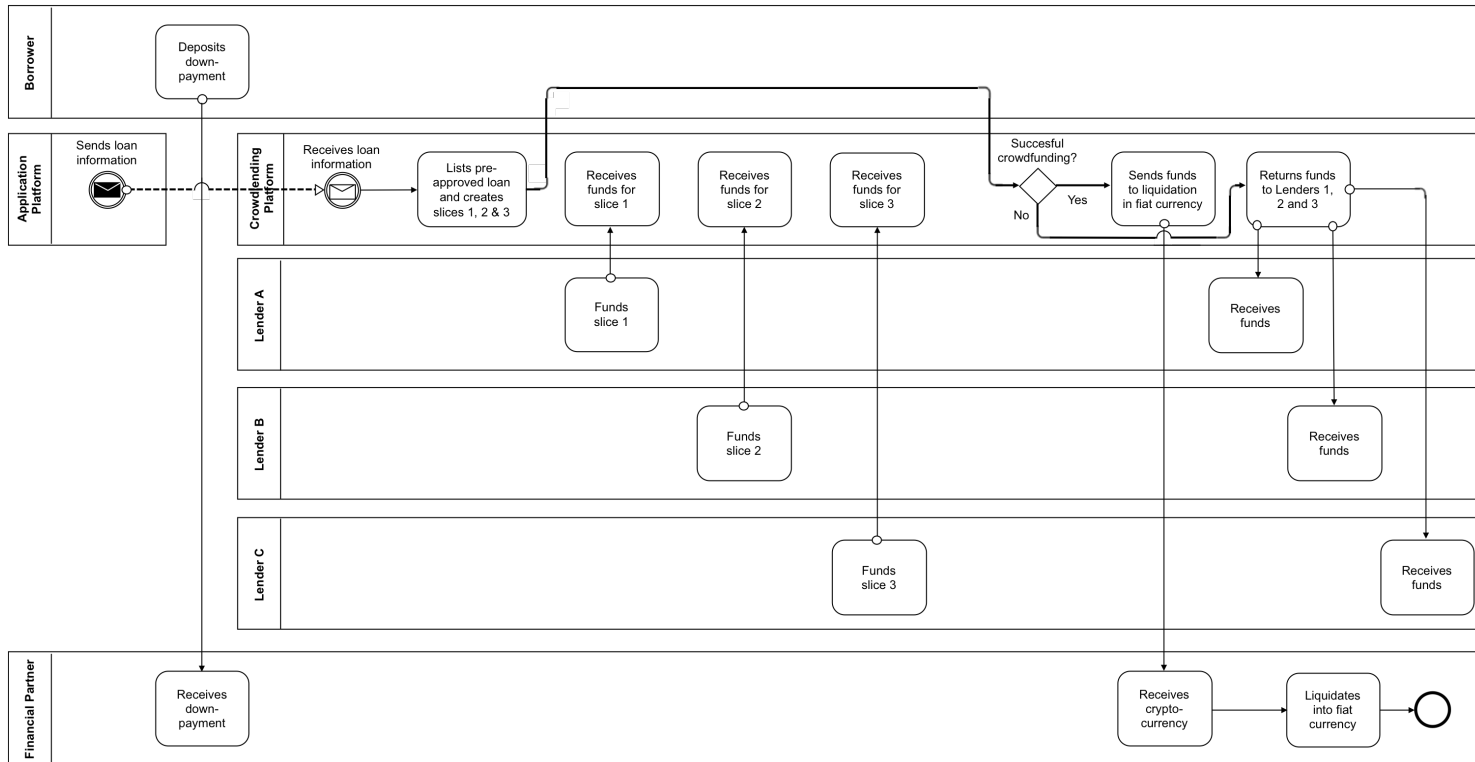 Borrower
Deposits
down-
payment
Application
Platform
Sends loan
information
Crowdlending
Platform
Receives loan
information
Lists pre-
approved loan
and creates
slices 1, 2 & 3
Receives
funds for
slice 1
Receives
funds for
slice 2
Receives
funds for
slice 3
Succesful
crowdfunding?
Yes
No
Sends funds
to liquidation
in fiat currency
Returns funds
to Lenders 1,
2 and 3
Lender A
Funds
slice 1
Receives
funds
Lender B
Funds
slice 2
Receives
funds
Lender C
Funds
slice 3
Receives
funds
Financial Partner
Receives
down-
payment
Receives
crypto-
currency
Liquidates
into fiat
currency